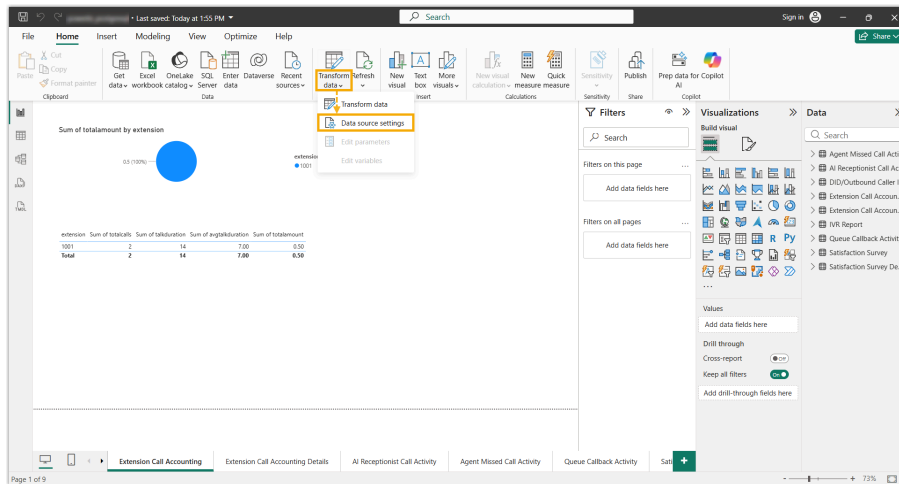 • Last saved: Today at 1:55 PM
Search
Sign in
File Home Insert Modeling View Optimize Help
Share
Paste
Cut
Copy
Format painter
Get data
Excel workbook
OneLake catalog
SQL Server
Enter data
Dataverse
Recent sources
Transform data
Refresh
New visual
Text box
More visuals
New visual calculation
New measure
Quick measure
Sensitivity
Publish
Prep data for AI
Copilot
Clipboard Data Insert Calculations Sensitivity Share Copilot
Transform data
Data source settings
Edit parameters
Edit variables
Sum of totalamount by extension
0.5 (100%)
1001
extension Sum of totalcalls Sum of talkduration Sum of avgtalkduration Sum of totalamount
1001 2 14 7.00 0.50
Total 2 14 7.00 0.50
Filters
Search
Filters on this page
Add data fields here
Filters on all pages
Add data fields here
Visualizations
Build visual
R Py
Values
Add data fields here
Drill through
Cross-report
Off
Keep all filters
On
Add drill-through fields here
Data
Search
Agent Missed Call Acti
AI Receptionist Call Ac
DID/Outbound Caller I
Extension Call Accoun.
Extension Call Accoun.
IVR Report
Queue Callback Activit
Satisfaction Survey
Satisfaction Survey De.
Extension Call Accounting Extension Call Accounting Details AI Receptionist Call Activity Agent Missed Call Activity Queue Callback Activity Sati
Page 1 of 9
73%